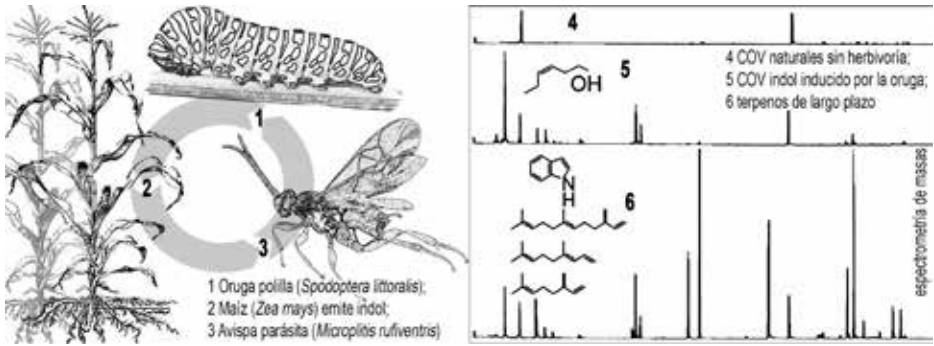 1
2
3
1 Oruga polilla (Spodoptera littoralis);
2 Maíz (Zea mays) emite indol;
3 Avispa parásita (Microplitis rufiventris)
4
4 COV naturales sin herbivoría;
5 COV indol inducido por la oruga;
6 terpenos de largo plazo
5
OH
N
H
6
espectrometría de masas